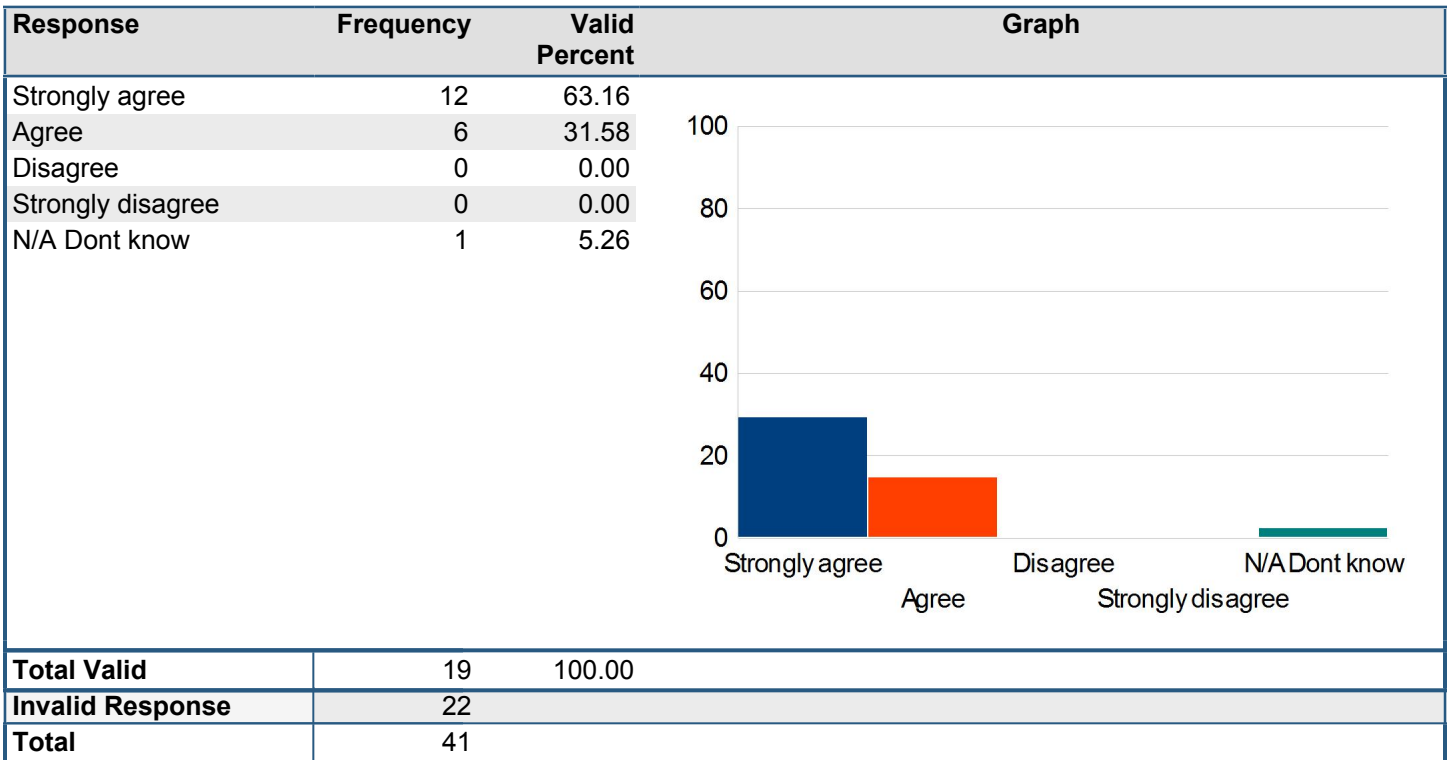 Response Frequency Valid Percent Graph
Strongly agree 12 63.16
Agree 6 31.58
Disagree 0 0.00
Strongly disagree 0 0.00
N/A Dont know 1 5.26
100
80
60
40
20
0
Strongly agree Disagree N/A Dont know
Agree Strongly disagree
Total Valid 19 100.00
Invalid Response 22
Total 41